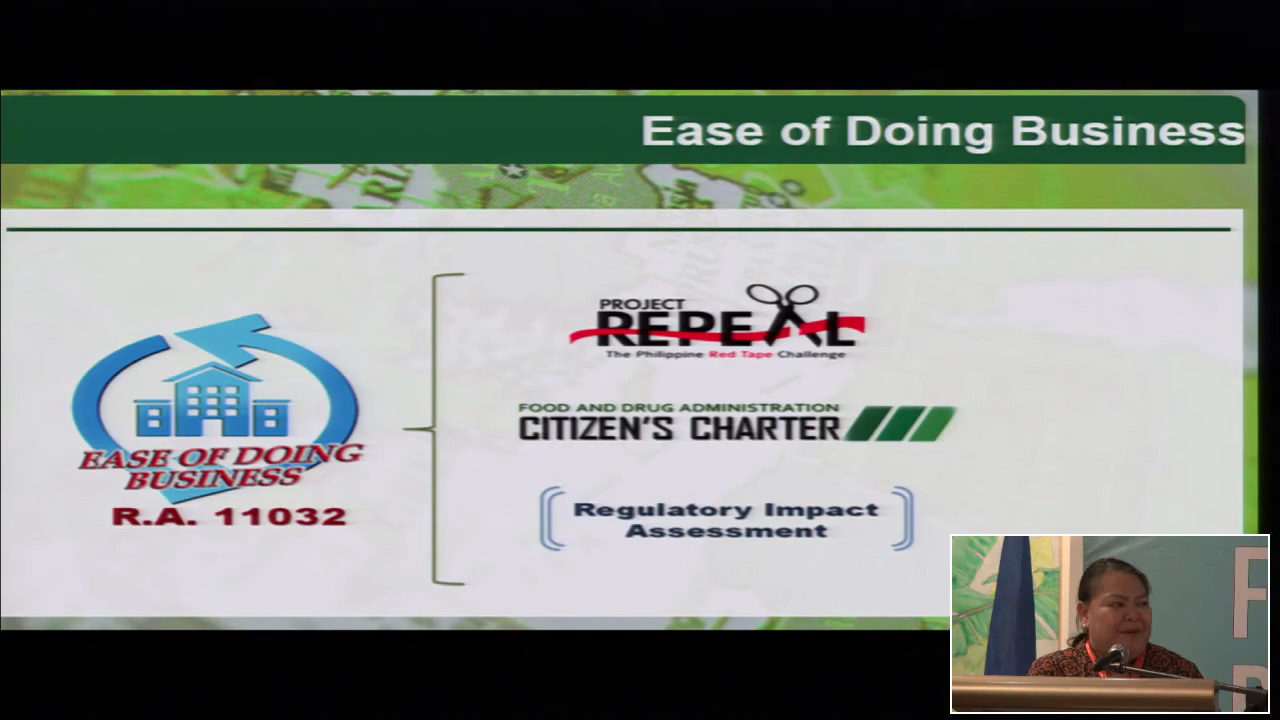 Ease of Doing Business
EASE OF DOING
BUSINESS
R.A. 11032
PROJECT
REPEAL
The Philippine Red Tape Challenge
FOOD AND DRUG ADMINISTRATION
CITIZEN'S CHARTER
Regulatory Impact
Assessment
F